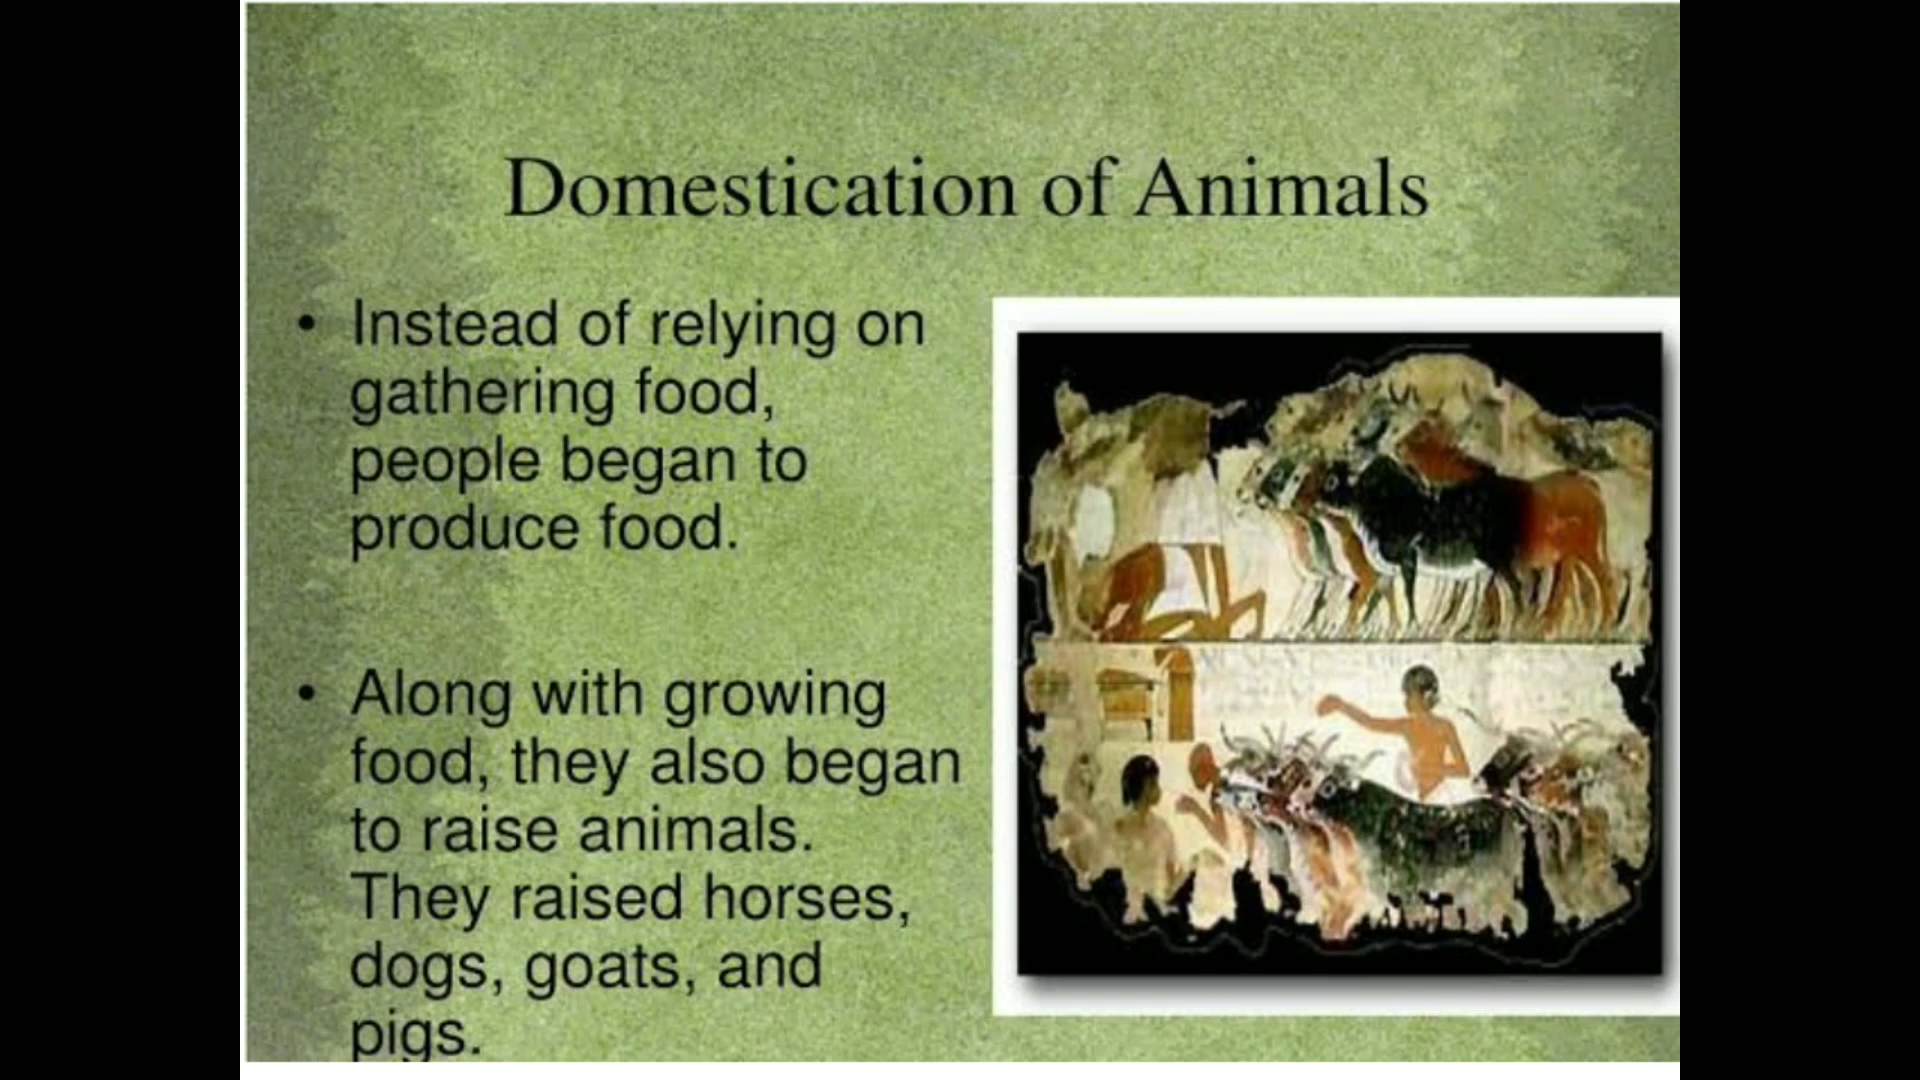 Domestication of Animals
• Instead of relying on
gathering food,
people began to
produce food.
• Along with growing
food, they also began
to raise animals.
They raised horses,
dogs, goats, and
pigs.